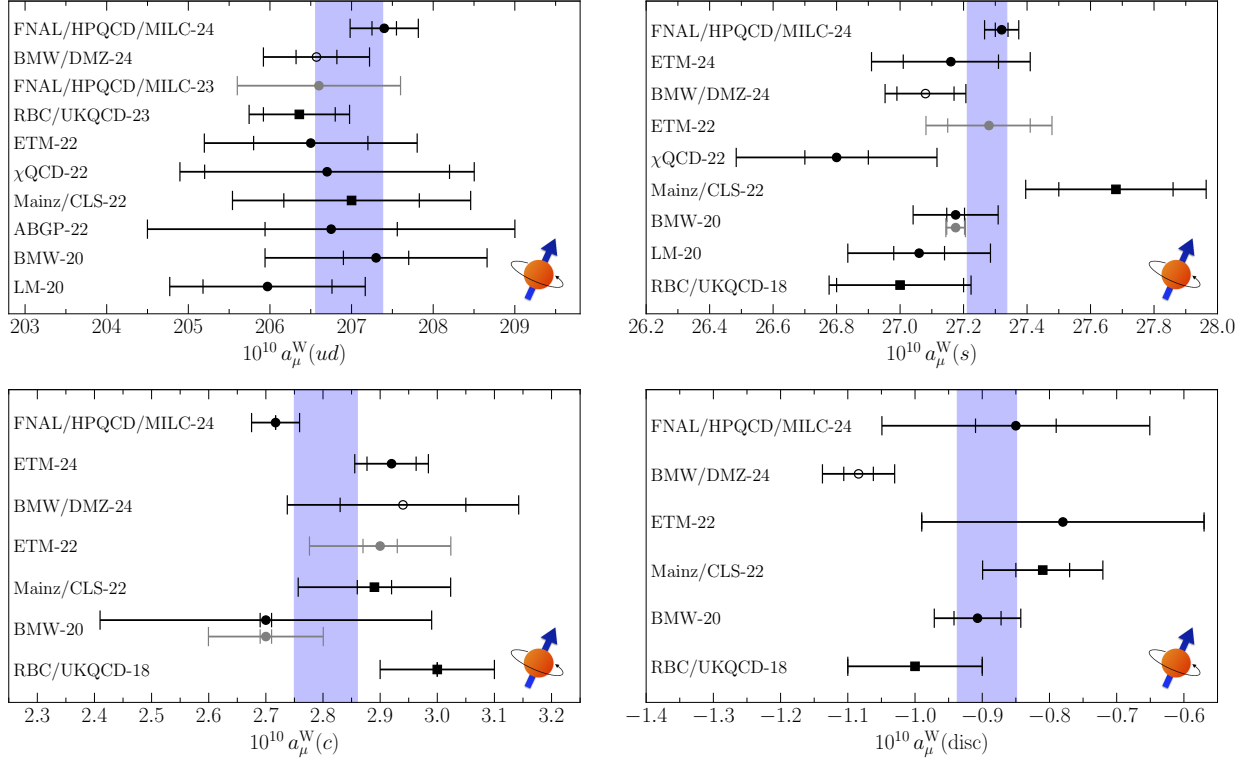 FNAL/HPQCD/MILC-24
BMW/DMZ-24
FNAL/HPQCD/MILC-23
RBC/UKQCD-23
ETM-22
χQCD-22
Mainz/CLS-22
ABGP-22
BMW-20
LM-20
203 204 205 206 207 208 209
10^10 a_μ^W(ud)
FNAL/HPQCD/MILC-24
ETM-24
BMW/DMZ-24
ETM-22
χQCD-22
Mainz/CLS-22
BMW-20
LM-20
RBC/UKQCD-18
26.2 26.4 26.6 26.8 27.0 27.2 27.4 27.6 27.8 28.0
10^10 a_μ^W(s)
FNAL/HPQCD/MILC-24
ETM-24
BMW/DMZ-24
ETM-22
Mainz/CLS-22
BMW-20
RBC/UKQCD-18
2.3 2.4 2.5 2.6 2.7 2.8 2.9 3.0 3.1 3.2
10^10 a_μ^W(c)
FNAL/HPQCD/MILC-24
BMW/DMZ-24
ETM-22
Mainz/CLS-22
BMW-20
RBC/UKQCD-18
−1.4 −1.3 −1.2 −1.1 −1.0 −0.9 −0.8 −0.7 −0.6
10^10 a_μ^W(disc)